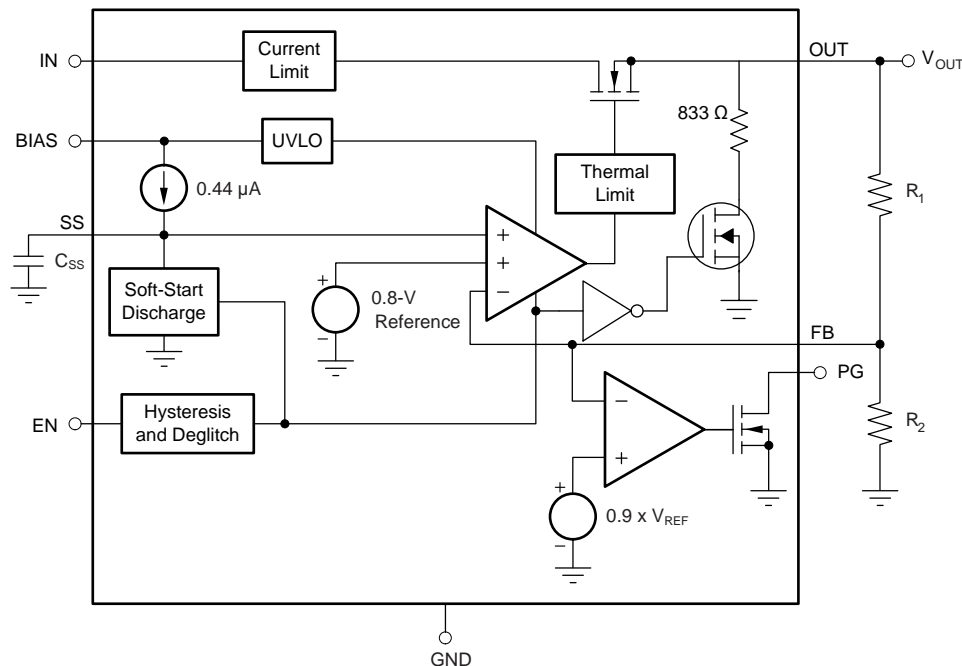 IN
Current
Limit
OUT
V_OUT
833 Ω
BIAS
UVLO
Thermal
Limit
0.44 µA
R_1
SS
C_SS
+
+
−
Soft-Start
Discharge
+
0.8-V
Reference
−
FB
PG
EN
Hysteresis
and Deglitch
−
+
R_2
+
0.9 x V_REF
−
GND